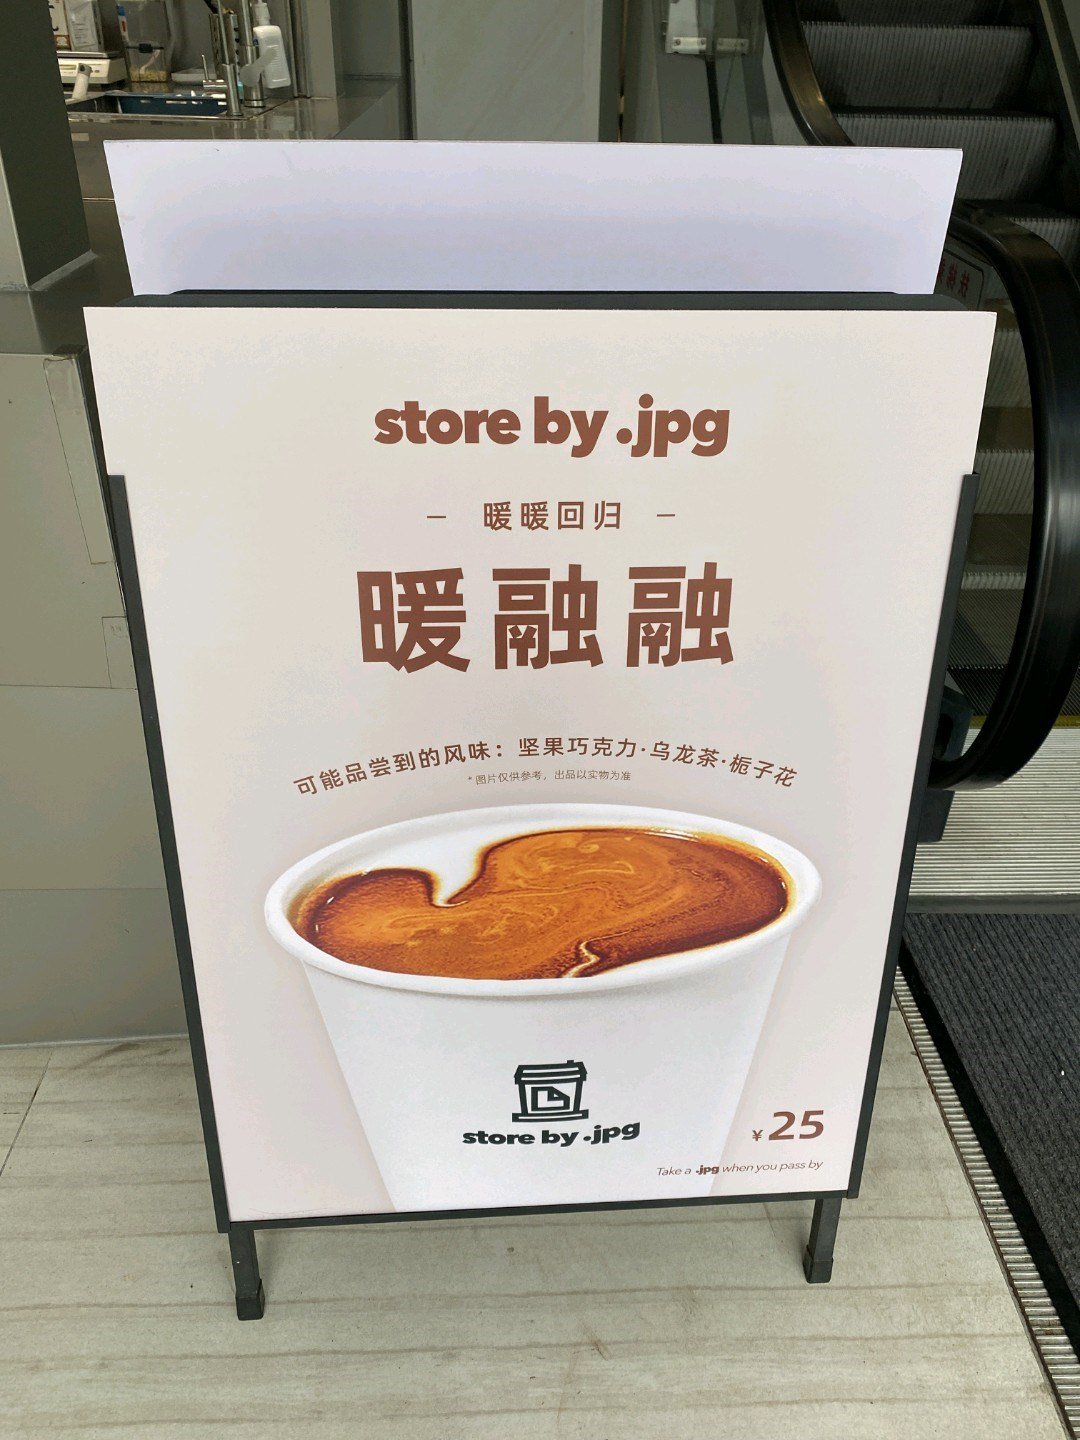 store by .jpg
— 暖暖回归 —
暖融融
可能品尝到的风味：坚果巧克力·乌龙茶·栀子花
* 图片仅供参考，出品以实物为准
store by .jpg
¥ 25
Take a .jpg when you pass by